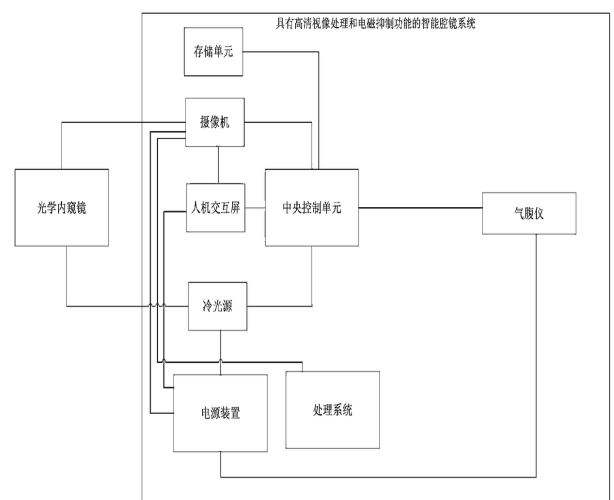 具有高清视像处理和电磁抑制功能的智能腔镜系统
存储单元
摄像机
光学内窥镜
人机交互屏
中央控制单元
气腹仪
冷光源
电源装置
处理系统